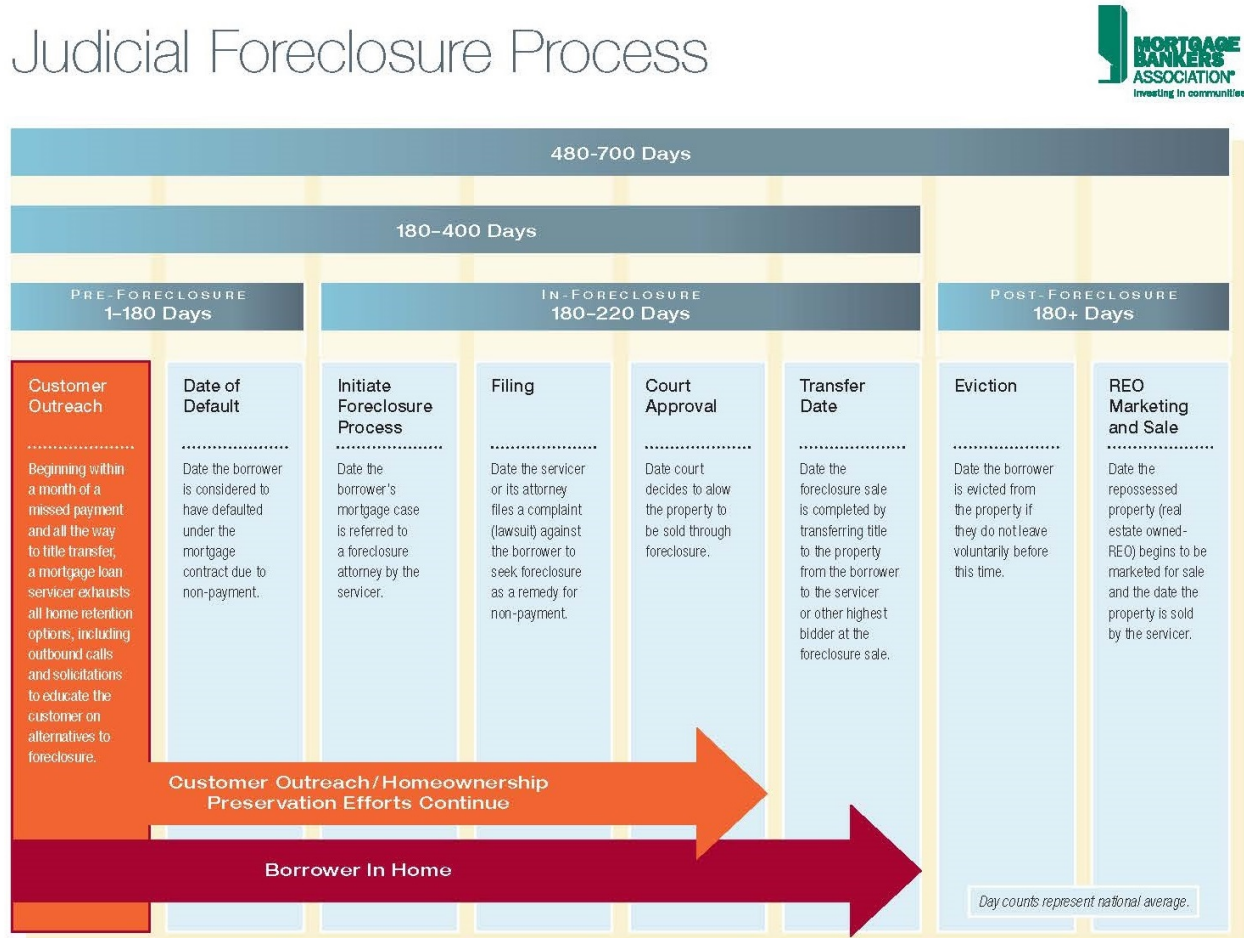 Judicial Foreclosure Process
MORTGAGE
BANKERS
ASSOCIATION®
Investing in communities
480-700 Days
180-400 Days
PRE-FORECLOSURE
1-180 Days
IN-FORECLOSURE
180-220 Days
POST-FORECLOSURE
180+ Days
Customer
Outreach
Beginning within
a month of a
missed payment
and all the way
to title transfer,
a mortgage loan
servicer exhausts
all home retention
options, including
outbound calls
and solicitations
to educate the
customer on
alternatives to
foreclosure.
Date of
Default
Date the borrower
is considered to
have defaulted
under the
mortgage
contract due to
non-payment.
Initiate
Foreclosure
Process
Date the
borrower's
mortgage case
is referred to
a foreclosure
attorney by the
servicer.
Filing
Date the servicer
or its attorney
files a complaint
(lawsuit) against
the borrower to
seek foreclosure
as a remedy for
non-payment.
Court
Approval
Date court
decides to alow
the property to
be sold through
foreclosure.
Transfer
Date
Date the
foreclosure sale
is completed by
transferring title
to the property
from the borrower
to the servicer
or other highest
bidder at the
foreclosure sale.
Eviction
Date the borrower
is evicted from
the property if
they do not leave
voluntarily before
this time.
REO
Marketing
and Sale
Date the
repossessed
property (real
estate owned-
REO) begins to be
marketed for sale
and the date the
property is sold
by the servicer.
Customer Outreach/Homeownership
Preservation Efforts Continue
Borrower In Home
Day counts represent national average.